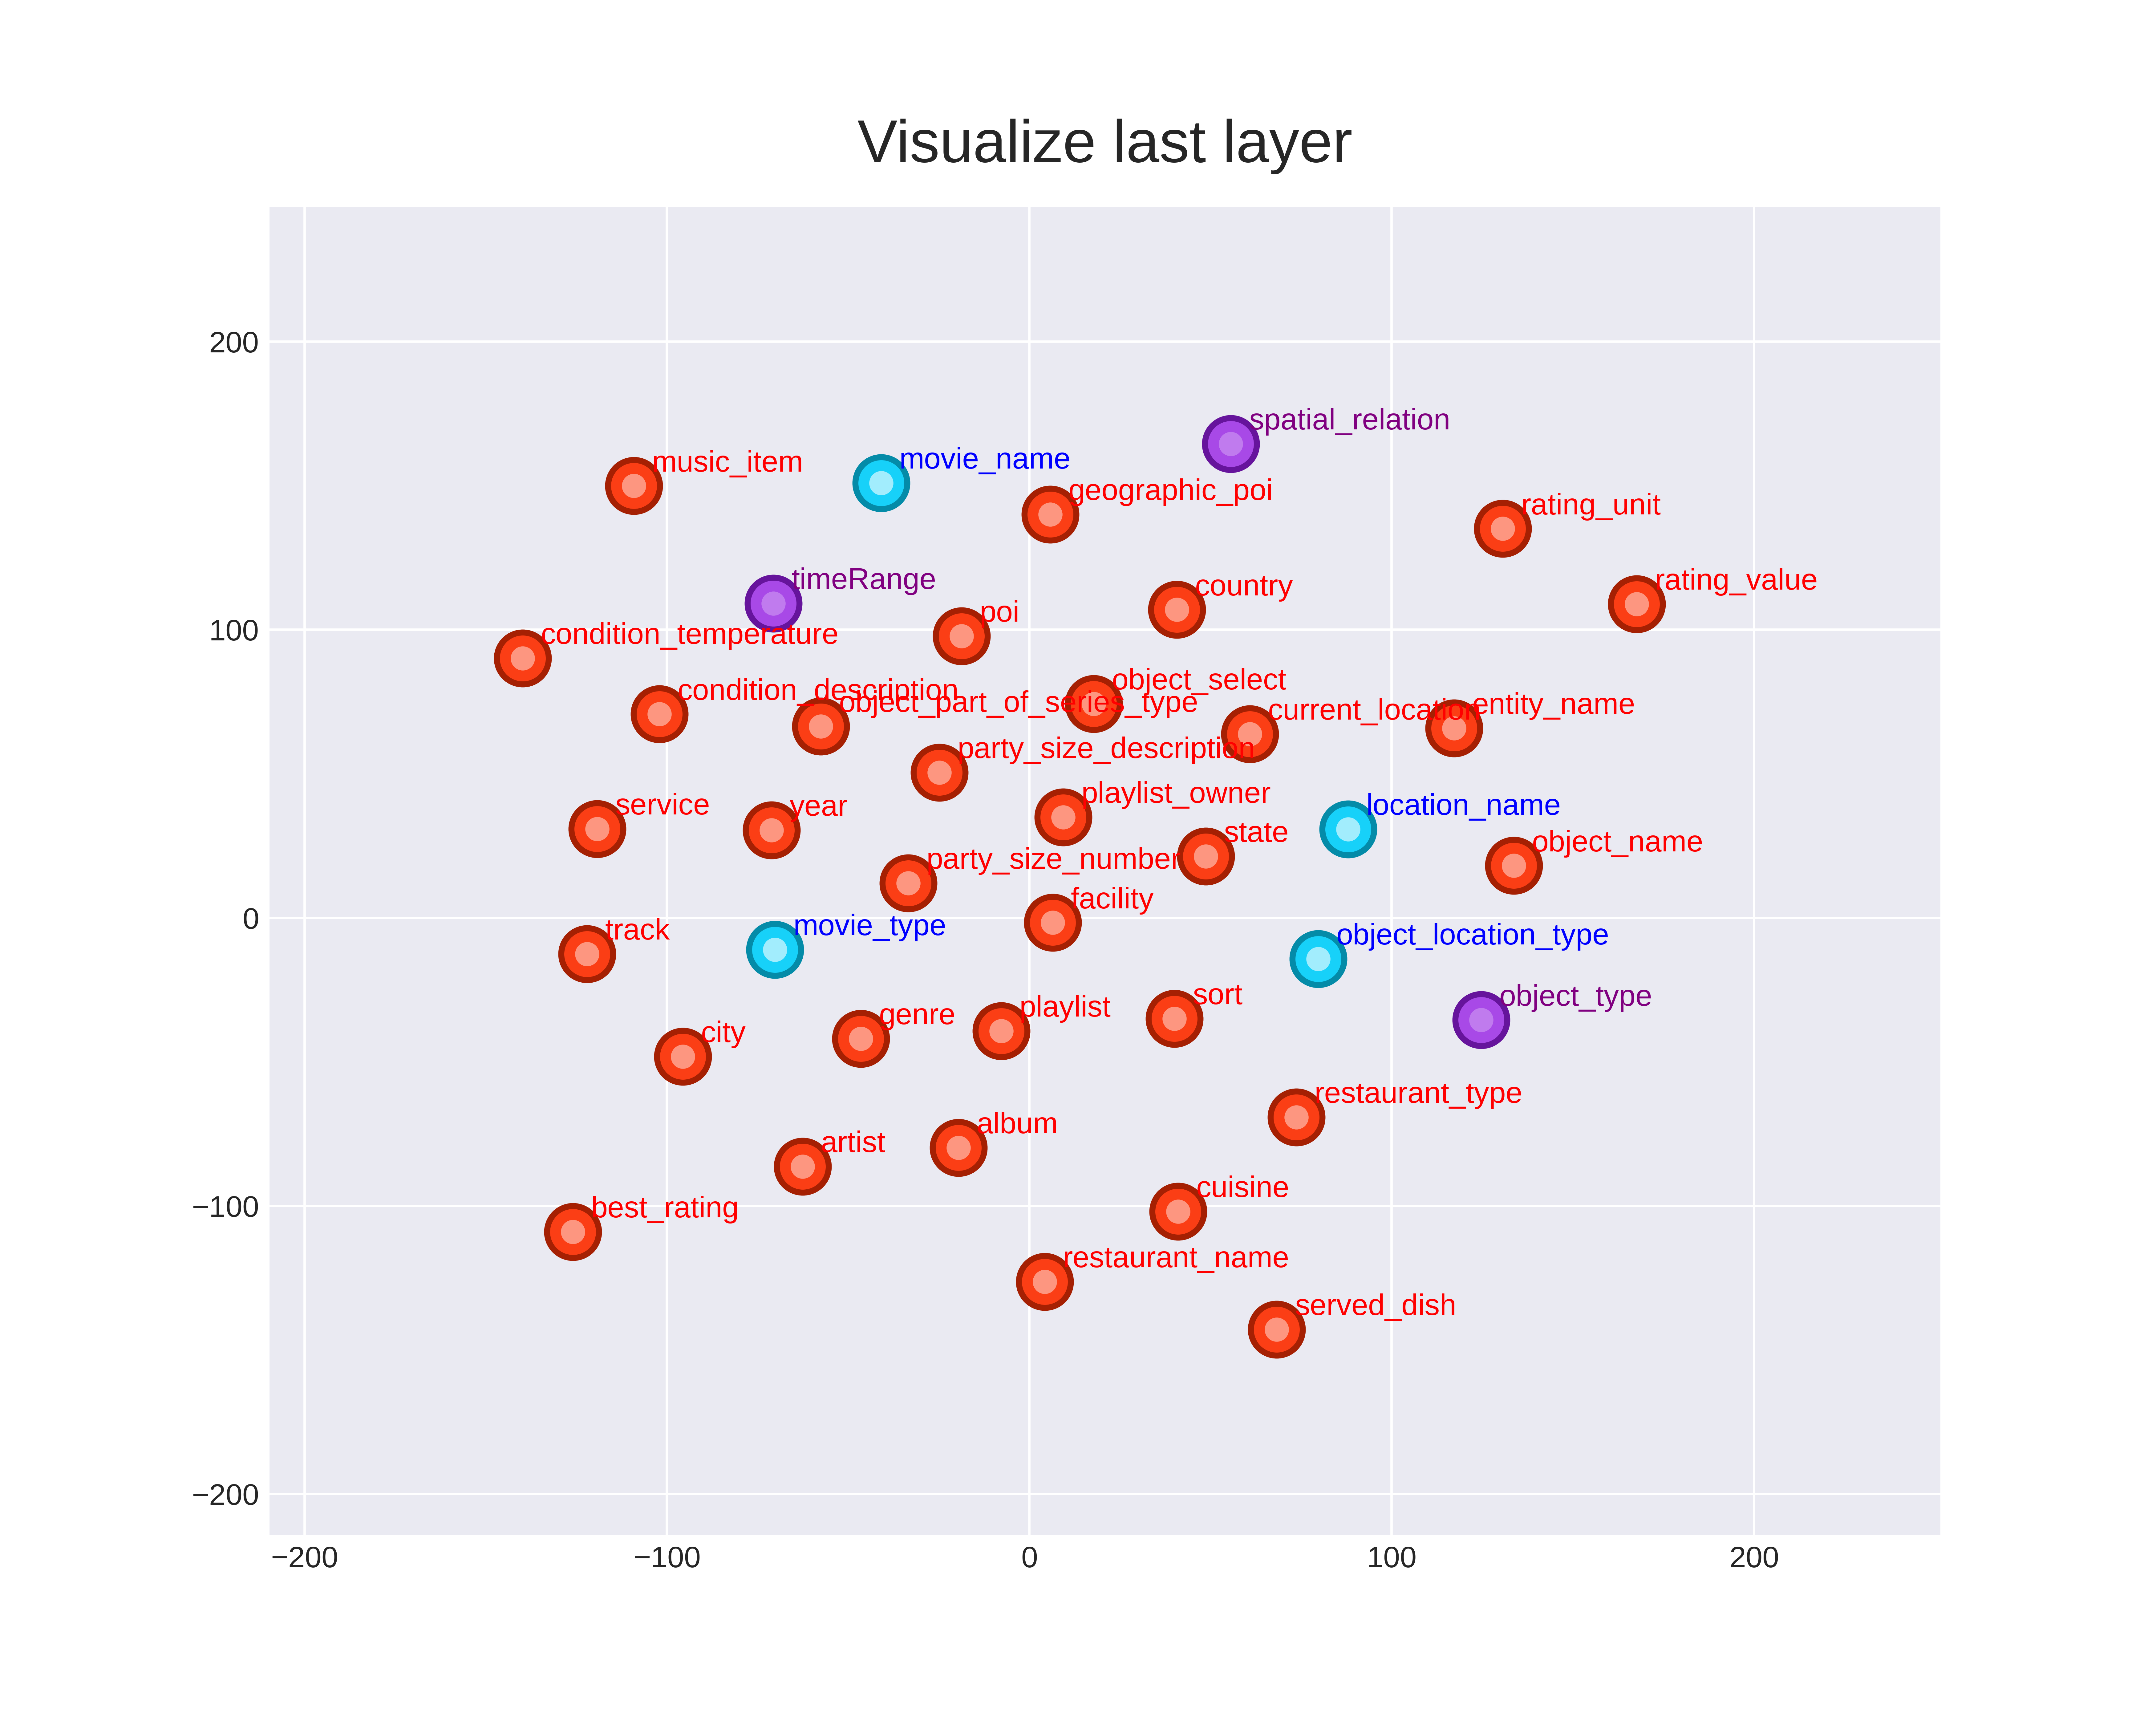 Visualize last layer
200
spatial_relation
movie_name
music_item
geographic_poi
rating_unit
timeRange
rating_value
country
poi
100
condition_temperature
object_select
condition_description
object_part_of_series_type
entity_name
current_location
party_size_description
playlist_owner
service
year
location_name
state
object_name
party_size_number
facility
0
movie_type
track
object_location_type
object_type
sort
playlist
genre
city
restaurant_type
album
artist
cuisine
−100
best_rating
restaurant_name
served_dish
−200
−200
−100
0
100
200